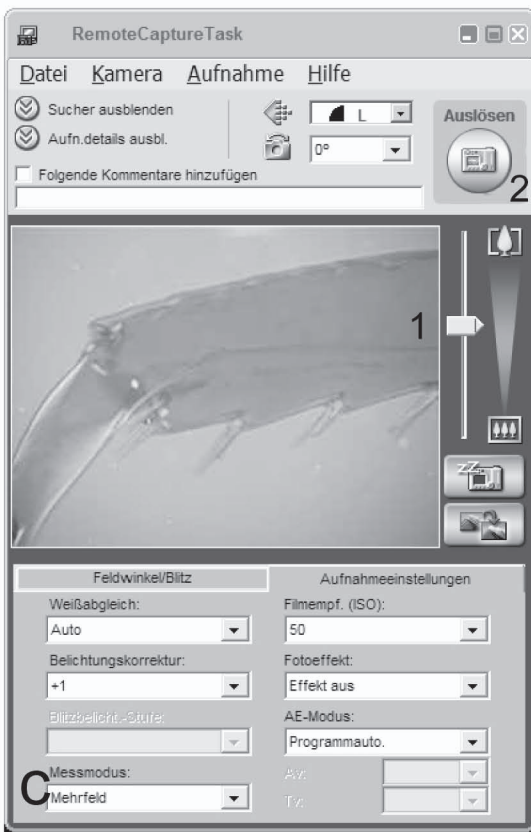 RemoteCaptureTask
Datei Kamera Aufnahme Hilfe
Sucher ausblenden
Aufn.details ausbl.
L
0°
Auslösen
2
Folgende Kommentare hinzufügen
1
Feldwinkel/Blitz Aufnahmeeinstellungen
Weißabgleich: Filmempf. (ISO):
Auto 50
Belichtungskorrektur: Fotoeffekt:
+1 Effekt aus
Blitzbelicht.-Stufe: AE-Modus:
Programmauto.
Messmodus: Av:
C Mehrfeld Tv: